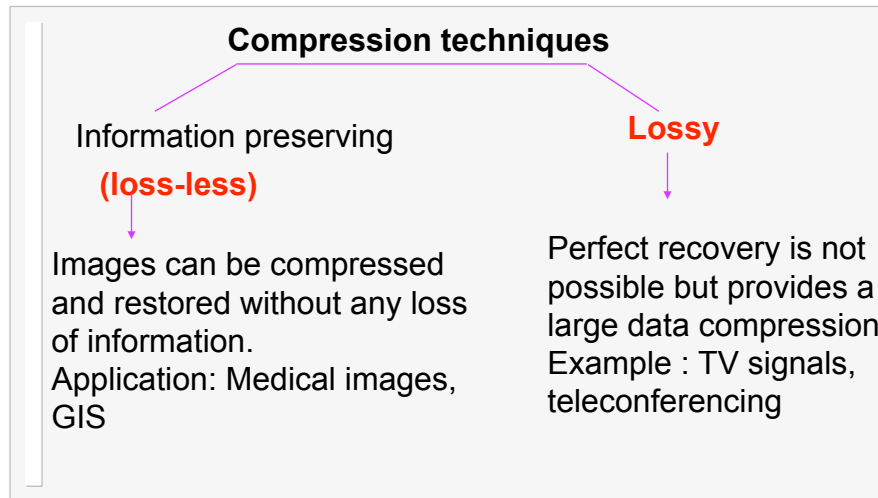 Compression techniques
Information preserving
(loss-less)
Images can be compressed
and restored without any loss
of information.
Application: Medical images,
GIS
Lossy
Perfect recovery is not
possible but provides a
large data compression
Example : TV signals,
teleconferencing